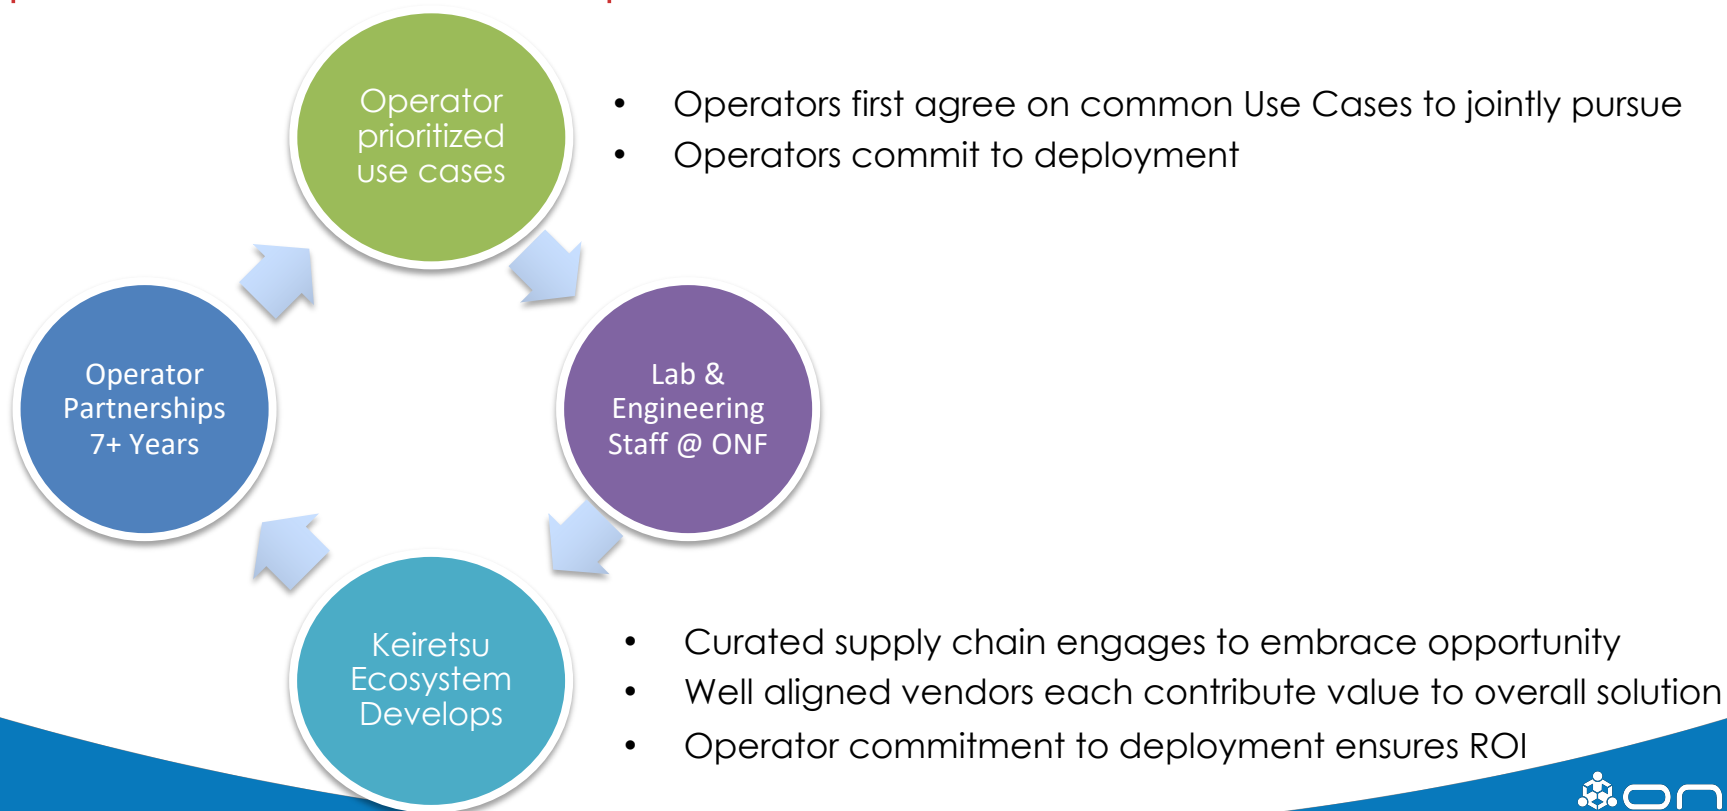 Operator
prioritized
use cases
• Operators first agree on common Use Cases to jointly pursue
• Operators commit to deployment
Operator
Partnerships
7+ Years
Lab &
Engineering
Staff @ ONF
Keiretsu
Ecosystem
Develops
• Curated supply chain engages to embrace opportunity
• Well aligned vendors each contribute value to overall solution
• Operator commitment to deployment ensures ROI